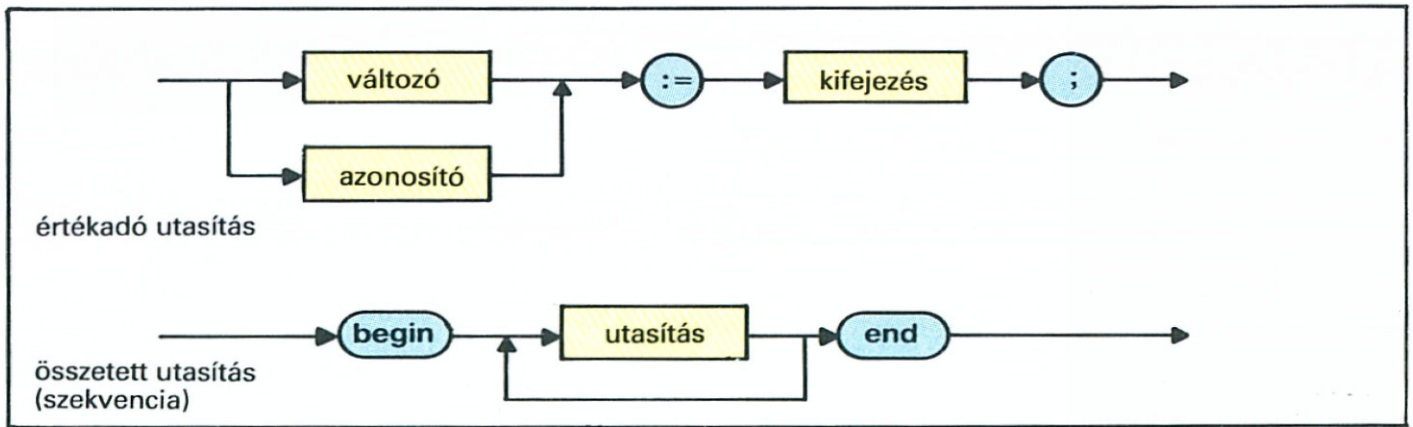 változó := kifejezés ;
azonosító
értékadó utasítás
begin utasítás end
összetett utasítás
(szekvencia)